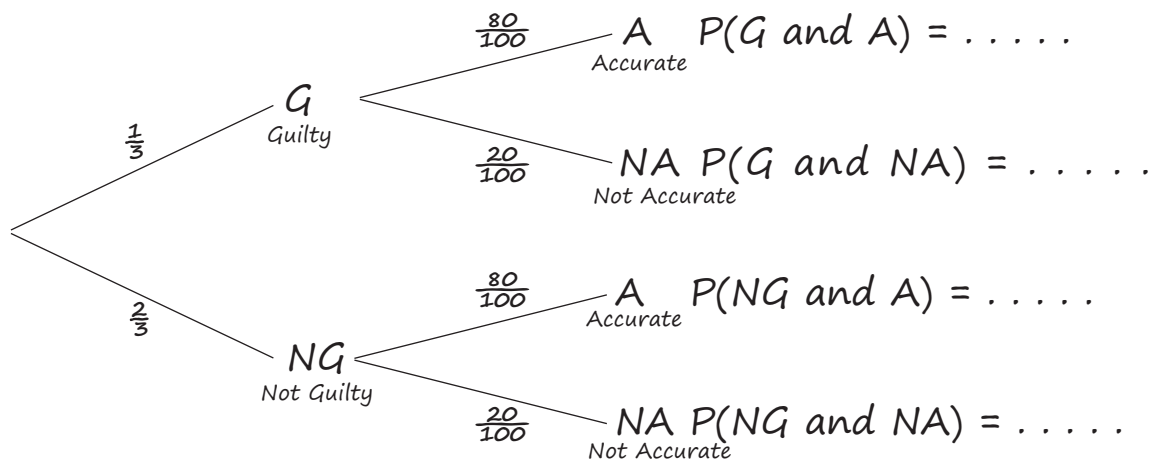 80/100 A P(G and A) = . . . . .
Accurate
G
Guilty
1/3
20/100 NA P(G and NA) = . . . . .
Not Accurate
80/100 A P(NG and A) = . . . . .
Accurate
2/3
NG
Not Guilty
20/100 NA P(NG and NA) = . . . . .
Not Accurate